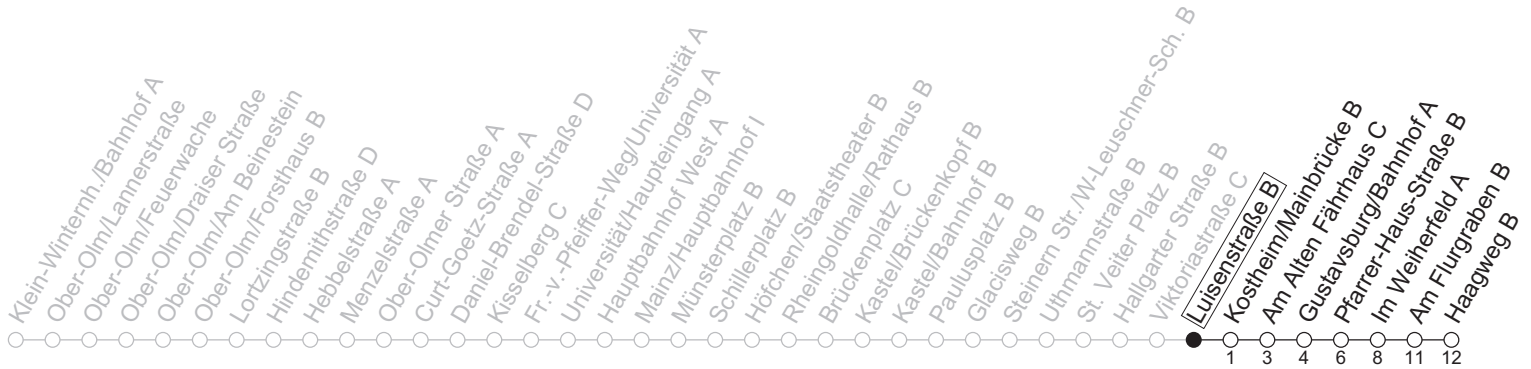 Klein-Winternh./Bahnhof A
Ober-Olm/Lannerstraße
Ober-Olm/Feuerwache
Ober-Olm/Draiser Straße
Ober-Olm/Am Beinestein
Ober-Olm/Forsthaus B
Lortzingstraße B
Hindemithstraße D
Hebbelstraße A
Menzelstraße A
Ober-Olmer Straße A
Curt-Goetz-Straße A
Daniel-Brendel-Straße D
Kisselberg C
Fr.-v.-Pfeiffer-Weg/Universität A
Universität/Haupteingang A
Hauptbahnhof West A
Mainz/Hauptbahnhof I
Münsterplatz B
Schillerplatz B
Höfchen/Staatstheater B
Rheingoldhalle/Rathaus B
Brückenplatz C
Kastel/Brückenkopf B
Kastel/Bahnhof B
Paulusplatz B
Glacisweg B
Steinern Str./W-Leuschner-Sch. B
Uthmannstraße B
St. Veiter Platz B
Hallgarter Straße B
Viktoriastraße C
Luisenstraße B
Kostheim/Mainbrücke B
Am Alten Fährhaus C
Gustavsburg/Bahnhof A
Pfarrer-Haus-Straße B
Im Weiherfeld A
Am Flurgraben B
Haagweg B
1 3 4 6 8 11 12